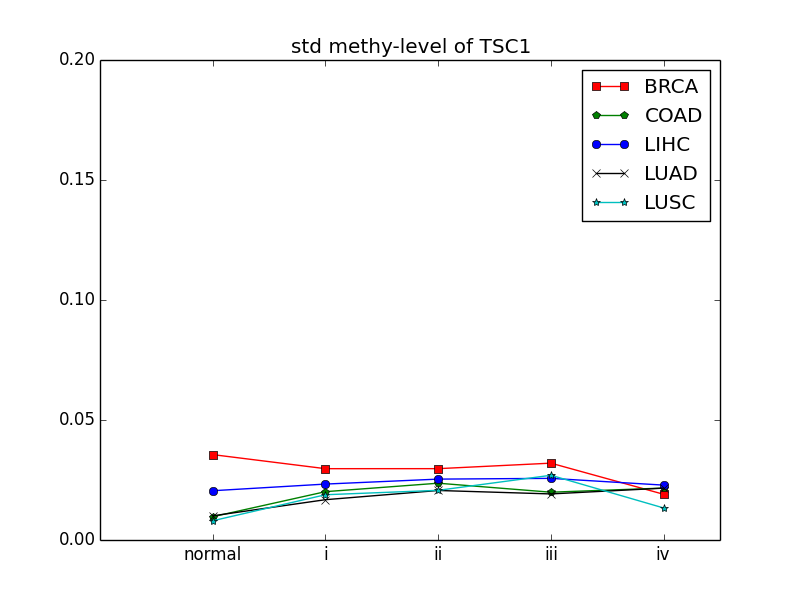 std methy-level of TSC1
0.20
0.15
0.10
0.05
0.00
BRCA
COAD
LIHC
LUAD
LUSC
normal i ii iii iv